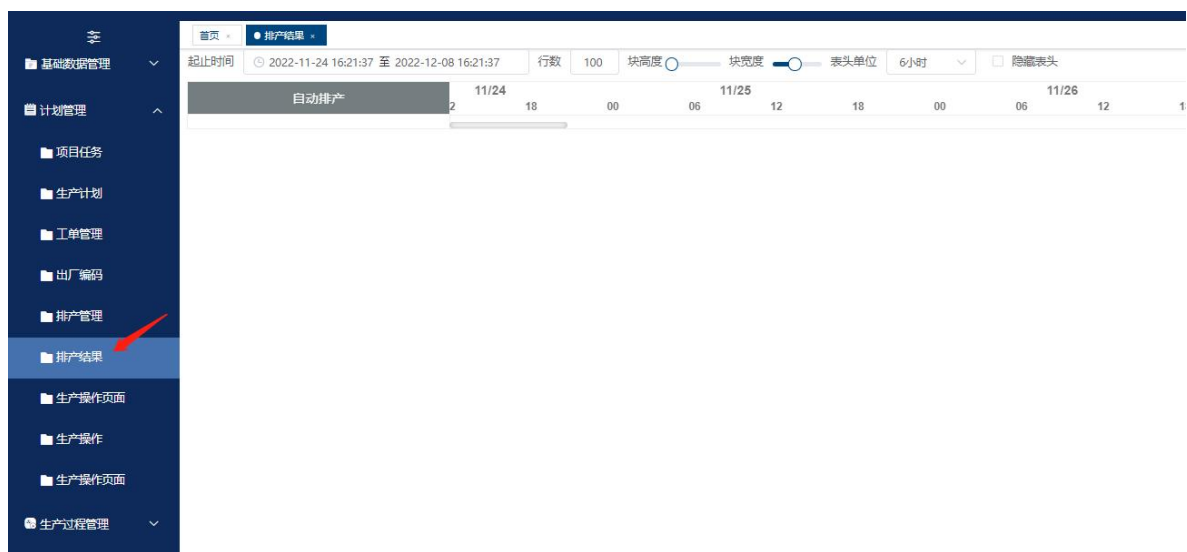 首页 ×
● 排产结果 ×
基础数据管理
起止时间 2022-11-24 16:21:37 至 2022-12-08 16:21:37 行数 100 块高度 块宽度 表头单位 6小时 隐藏表头
自动排产
11/24 11/25 11/26
2 18 00 06 12 18 00 06 12 1
计划管理
项目任务
生产计划
工单管理
出厂编码
排产管理
排产结果
生产操作页面
生产操作
生产操作页面
生产过程管理